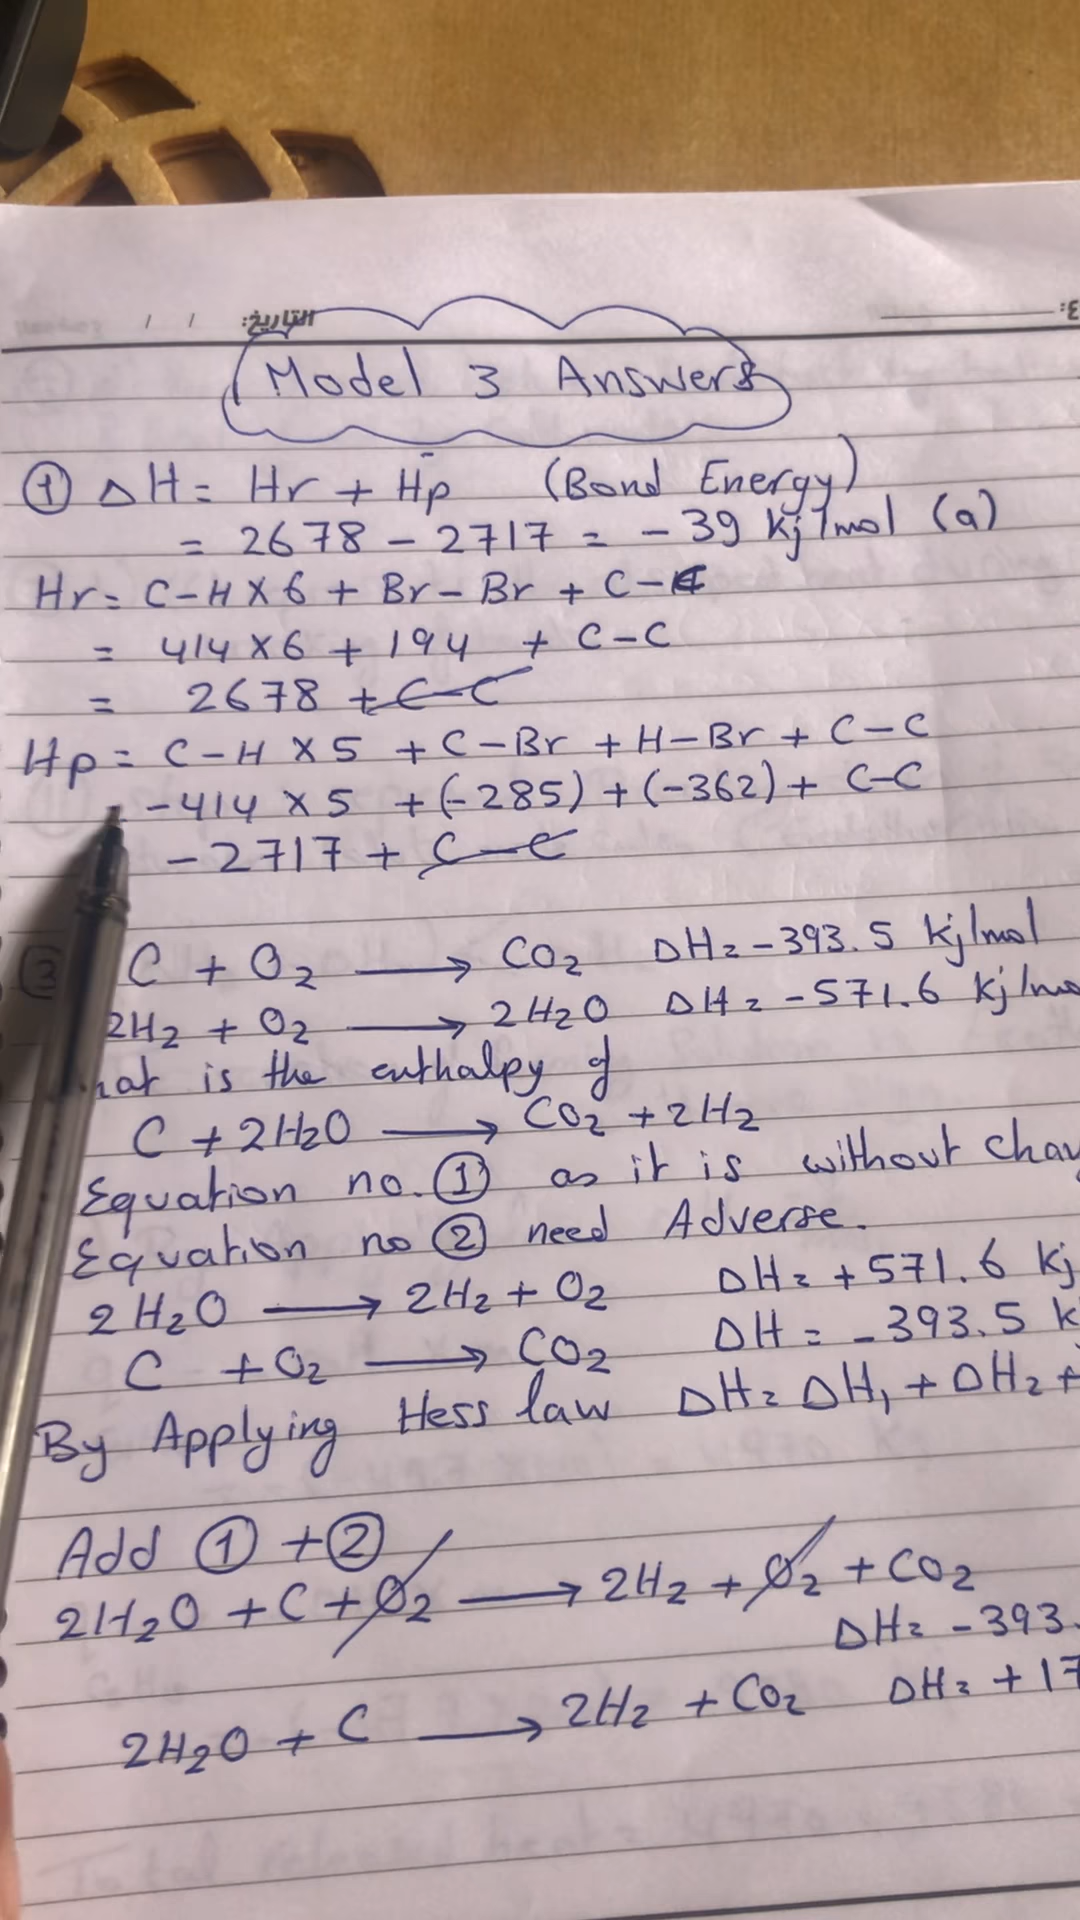 التاريخ: / /
Model 3 Answers
① ΔH = Hr + Hp (Bond Energy)
= 2678 - 2717 = -39 kj/mol (a)
Hr = C-H×6 + Br-Br + C-C
= 414×6 + 194 + C-C
= 2678 + C-C
Hp = C-H×5 + C-Br + H-Br + C-C
-414×5 + (-285) + (-362) + C-C
-2717 + C-C
③ C + O₂ → CO₂ ΔH = -393.5 kj/mol
2H₂ + O₂ → 2H₂O ΔH = -571.6 kj/mo
hat is the enthalpy of
C + 2H₂O → CO₂ + 2H₂
Equation no. ① as it is without chan
Equation no ② need Adverse.
2H₂O → 2H₂ + O₂ ΔH = +571.6 kj
C + O₂ → CO₂ ΔH = -393.5 k
By Applying Hess law ΔH = ΔH₁ + ΔH₂ +
Add ① + ②
2H₂O + C + O₂ → 2H₂ + O₂ + CO₂
ΔH = -393.
2H₂O + C → 2H₂ + CO₂ ΔH = +17